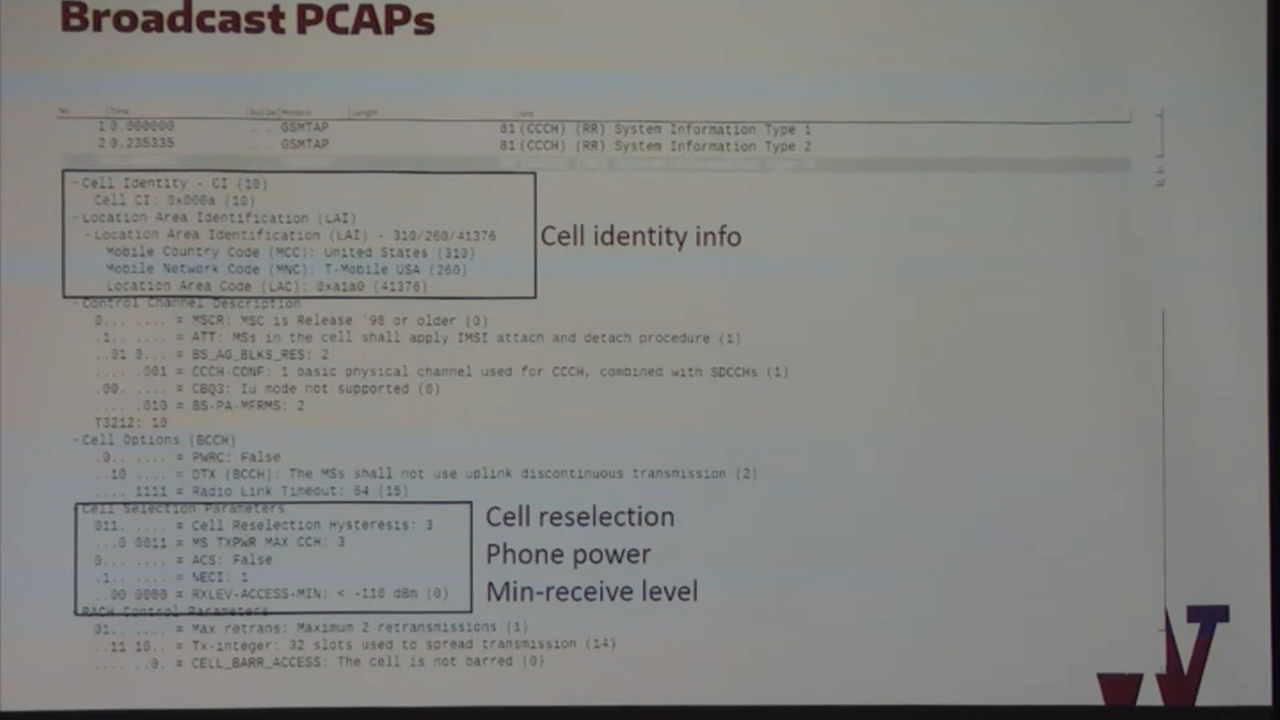 Broadcast PCAPs
No. Time Protocol Length Info
1 0.000000 GSMTAP 81 (CCCH) (RR) System Information Type 1
2 0.235335 GSMTAP 81 (CCCH) (RR) System Information Type 2
-Cell Identity - CI (10)
Cell CI: 0x000a (10)
-Location Area Identification (LAI)
-Location Area Identification (LAI) - 310/260/41376
Mobile Country Code (MCC): United States (310)
Mobile Network Code (MNC): T-Mobile USA (260)
Location Area Code (LAC): 0xa1a0 (41376)
Cell identity info
-Control Channel Description
0... .... = MSCR: MSC is Release '98 or older (0)
.1.. .... = ATT: MSs in the cell shall apply IMSI attach and detach procedure (1)
..01 0... = BS_AG_BLKS_RES: 2
.... .001 = CCCH-CONF: 1 basic physical channel used for CCCH, combined with SDCCHs (1)
.00. .... = CBQ3: Iu mode not supported (0)
.... .010 = BS-PA-MFRMS: 2
T3212: 10
-Cell Options (BCCH)
.0.. .... = PWRC: False
..10 .... = DTX (BCCH): The MSs shall not use uplink discontinuous transmission (2)
.... 1111 = Radio Link Timeout: 64 (15)
-Cell Selection Parameters
011. .... = Cell Reselection Hysteresis: 3
...0 0011 = MS TXPWR MAX CCH: 3
0... .... = ACS: False
.1.. .... = NECI: 1
..00 0000 = RXLEV-ACCESS-MIN: < -110 dBm (0)
Cell reselection
Phone power
Min-receive level
-RACH Control Parameters
01.. .... = Max retrans: Maximum 2 retransmissions (1)
..11 10.. = Tx-integer: 32 slots used to spread transmission (14)
.... ..0. = CELL_BARR_ACCESS: The cell is not barred (0)